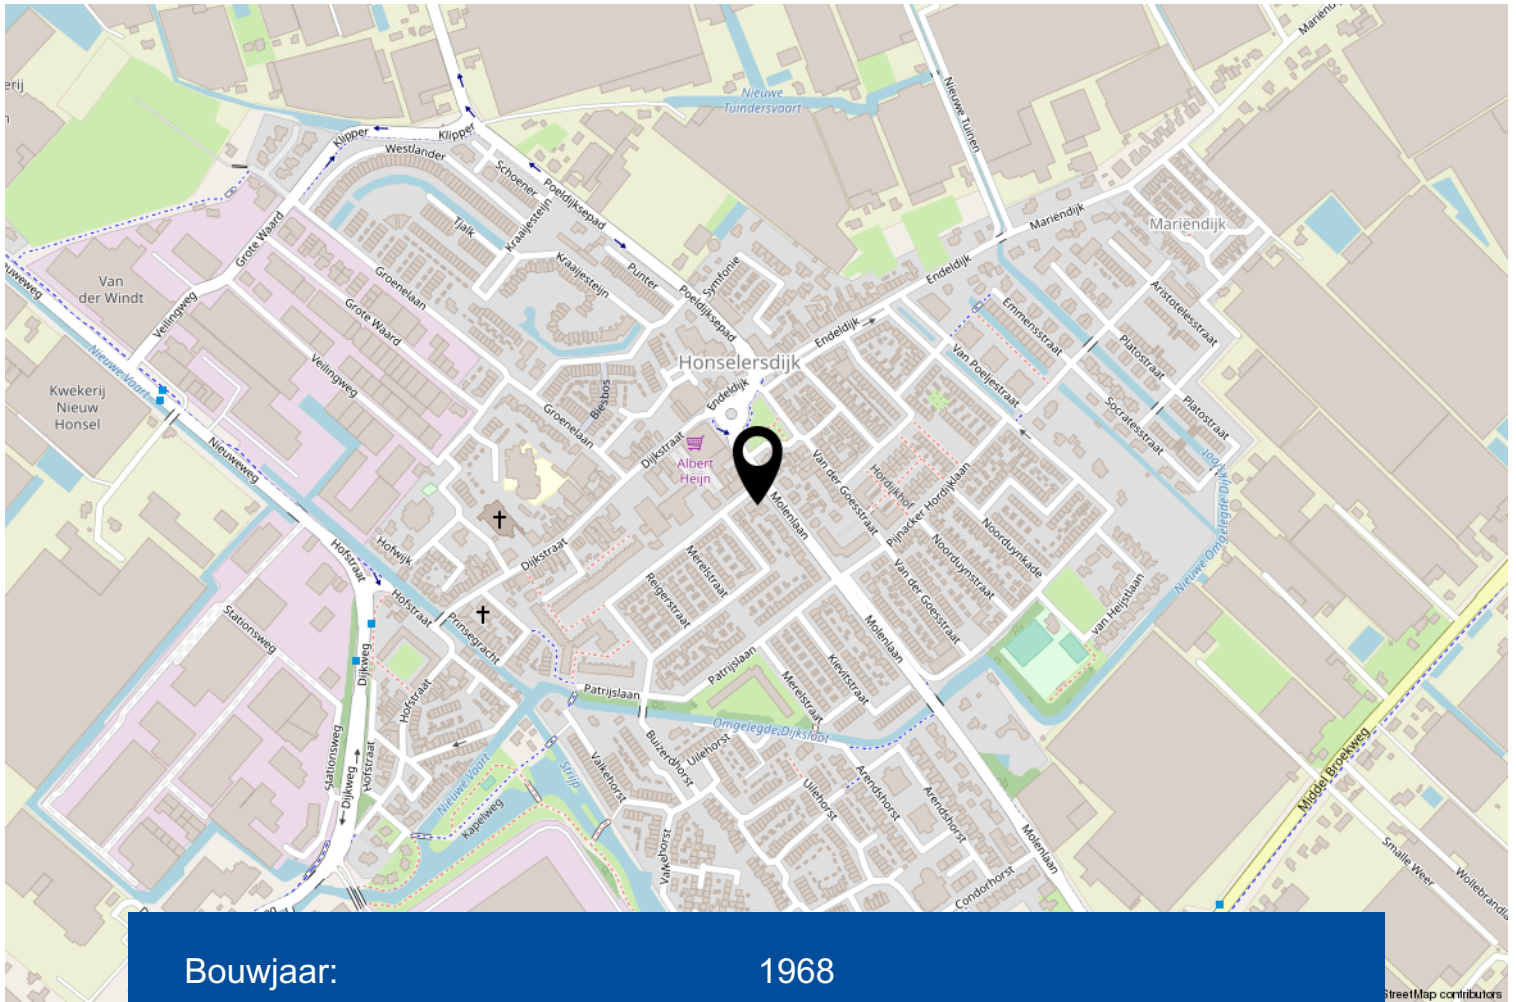 Mariënd
erij
Nieuwe
Tuindersvaart
Nieuwe Tuinen
Klipper
Klipper
Westlander
Schoener
Poeldijksepad
Kraaijesteijn
Tjalk
Mariëndijk
Mariëndijk
Grote Waard
Endeldijk
Kraaijesteijn
Punter
Symfonie
Groenelaan
Van
der Windt
euweweg
Poeldijksepad
Aristotelesstraat
Grote Waard
Veilingweg
Emmensstraat
Endeldijk
Platostraat
Honselersdijk
Van Poeljestraat
Nieuwe Vaart
Veilingweg
Endeldijk
Biesbos
Kwekerij
Nieuw
Honsel
Groenelaan
Socratesstraat
Platostraat
Dijkstraat
Albert
Heijn
Nieuweweg
Van der Goesstraat
Hordijkhof
Pijnacker Hordijklaan
Molenlaan
Nieuwe Omgelegde Dijksloot
Noorduynkade
Noorduynstraat
Hofstraat
Hofwijk
Dijkstraat
Merelstraat
Reigerstraat
Van der Goesstraat
Hofstraat
Prinsegracht
Stationsweg
van Heijstlaan
Molenlaan
Dijkweg
Patrijslaan
Kievitstraat
Patrijslaan
Merelstraat
Hofstraat
Omgelegde Dijksloot
Buizerdhorst
Uilehorst
Valkehorst
Stationsweg
Hofstraat
Nieuwe Vaart
Strijp
Dijkweg
Kapelweg
Uilehorst
Arendshorst
Arendshorst
Middel Broekweg
Molenlaan
Valkehorst
Condorhorst
Smalle Weer
Wollebrandla
Bouwjaar: 1968
StreetMap contributors